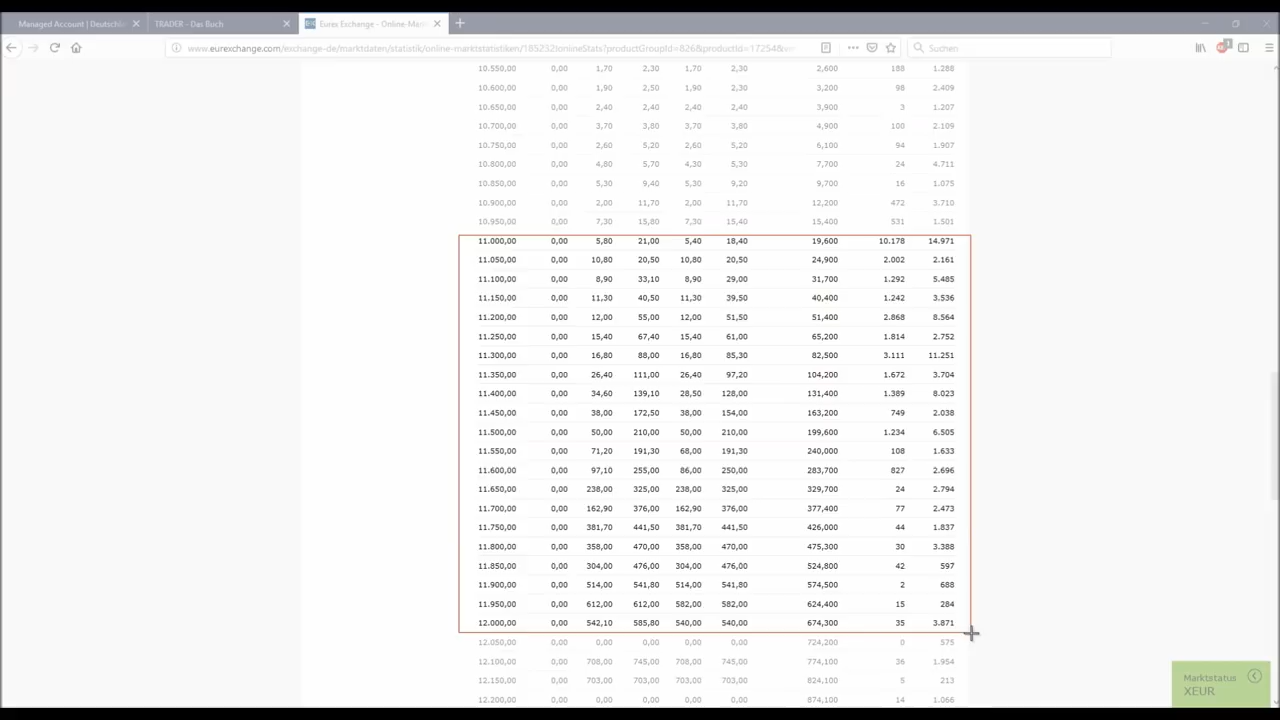 Managed Account | Deutschl
TRADER - Das Buch
Eurex Exchange - Online-Ma
Suchen
10.550,00 0,00 1,70 2,30 1,70 2,30 2,600 188 1.288
10.600,00 0,00 1,90 2,50 1,90 2,30 3,200 98 2.409
10.650,00 0,00 2,40 2,40 2,40 2,40 3,900 3 1.207
10.700,00 0,00 3,70 3,80 3,70 3,80 4,900 100 2.109
10.750,00 0,00 2,60 5,20 2,60 5,20 6,100 94 1.907
10.800,00 0,00 4,80 5,70 4,30 5,30 7,700 24 4.711
10.850,00 0,00 5,30 9,40 5,30 9,20 9,700 16 1.075
10.900,00 0,00 2,00 11,70 2,00 11,70 12,200 472 3.710
10.950,00 0,00 7,30 15,80 7,30 15,40 15,400 531 1.501
11.000,00 0,00 5,80 21,00 5,40 18,40 19,600 10.178 14.971
11.050,00 0,00 10,80 20,50 10,80 20,50 24,900 2.002 2.161
11.100,00 0,00 8,90 33,10 8,90 29,00 31,700 1.292 5.485
11.150,00 0,00 11,30 40,50 11,30 39,50 40,400 1.242 3.536
11.200,00 0,00 12,00 55,00 12,00 51,50 51,400 2.868 8.564
11.250,00 0,00 15,40 67,40 15,40 61,00 65,200 1.814 2.752
11.300,00 0,00 16,80 88,00 16,80 85,30 82,500 3.111 11.251
11.350,00 0,00 26,40 111,00 26,40 97,20 104,200 1.672 3.704
11.400,00 0,00 34,60 139,10 28,50 128,00 131,400 1.389 8.023
11.450,00 0,00 38,00 172,50 38,00 154,00 163,200 749 2.038
11.500,00 0,00 50,00 210,00 50,00 210,00 199,600 1.234 6.505
11.550,00 0,00 71,20 191,30 68,00 191,30 240,000 108 1.633
11.600,00 0,00 97,10 255,00 86,00 250,00 283,700 827 2.696
11.650,00 0,00 238,00 325,00 238,00 325,00 329,700 24 2.794
11.700,00 0,00 162,90 376,00 162,90 376,00 377,400 77 2.473
11.750,00 0,00 381,70 441,50 381,70 441,50 426,000 44 1.837
11.800,00 0,00 358,00 470,00 358,00 470,00 475,300 30 3.388
11.850,00 0,00 304,00 476,00 304,00 476,00 524,800 42 597
11.900,00 0,00 514,00 541,80 514,00 541,80 574,500 2 688
11.950,00 0,00 612,00 612,00 582,00 582,00 624,400 15 284
12.000,00 0,00 542,10 585,80 540,00 540,00 674,300 35 3.871
12.050,00 0,00 0,00 0,00 0,00 0,00 724,200 0 575
12.100,00 0,00 708,00 745,00 708,00 745,00 774,100 36 1.954
12.150,00 0,00 703,00 703,00 703,00 703,00 824,100 5 213
12.200,00 0,00 0,00 0,00 0,00 0,00 874,100 14 1.066
Marktstatus
XEUR